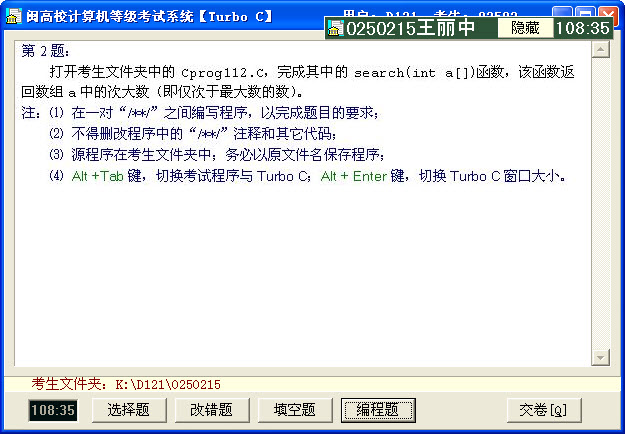 闽高校计算机等级考试系统【Turbo C】
0250215王丽中 隐藏 108:35
第 2 题：
打开考生文件夹中的 Cprog112.C，完成其中的 search(int a[])函数，该函数返
回数组 a 中的次大数（即仅次于最大数的数）。
注：⑴ 在一对“/**/”之间编写程序，以完成题目的要求；
⑵ 不得删改程序中的“/**/”注释和其它代码；
⑶ 源程序在考生文件夹中；务必以原文件名保存程序；
⑷ Alt +Tab 键，切换考试程序与 Turbo C；Alt + Enter 键，切换 Turbo C 窗口大小。
考生文件夹：K:\D121\0250215
108:35 选择题 改错题 填空题 编程题 交卷[Q]